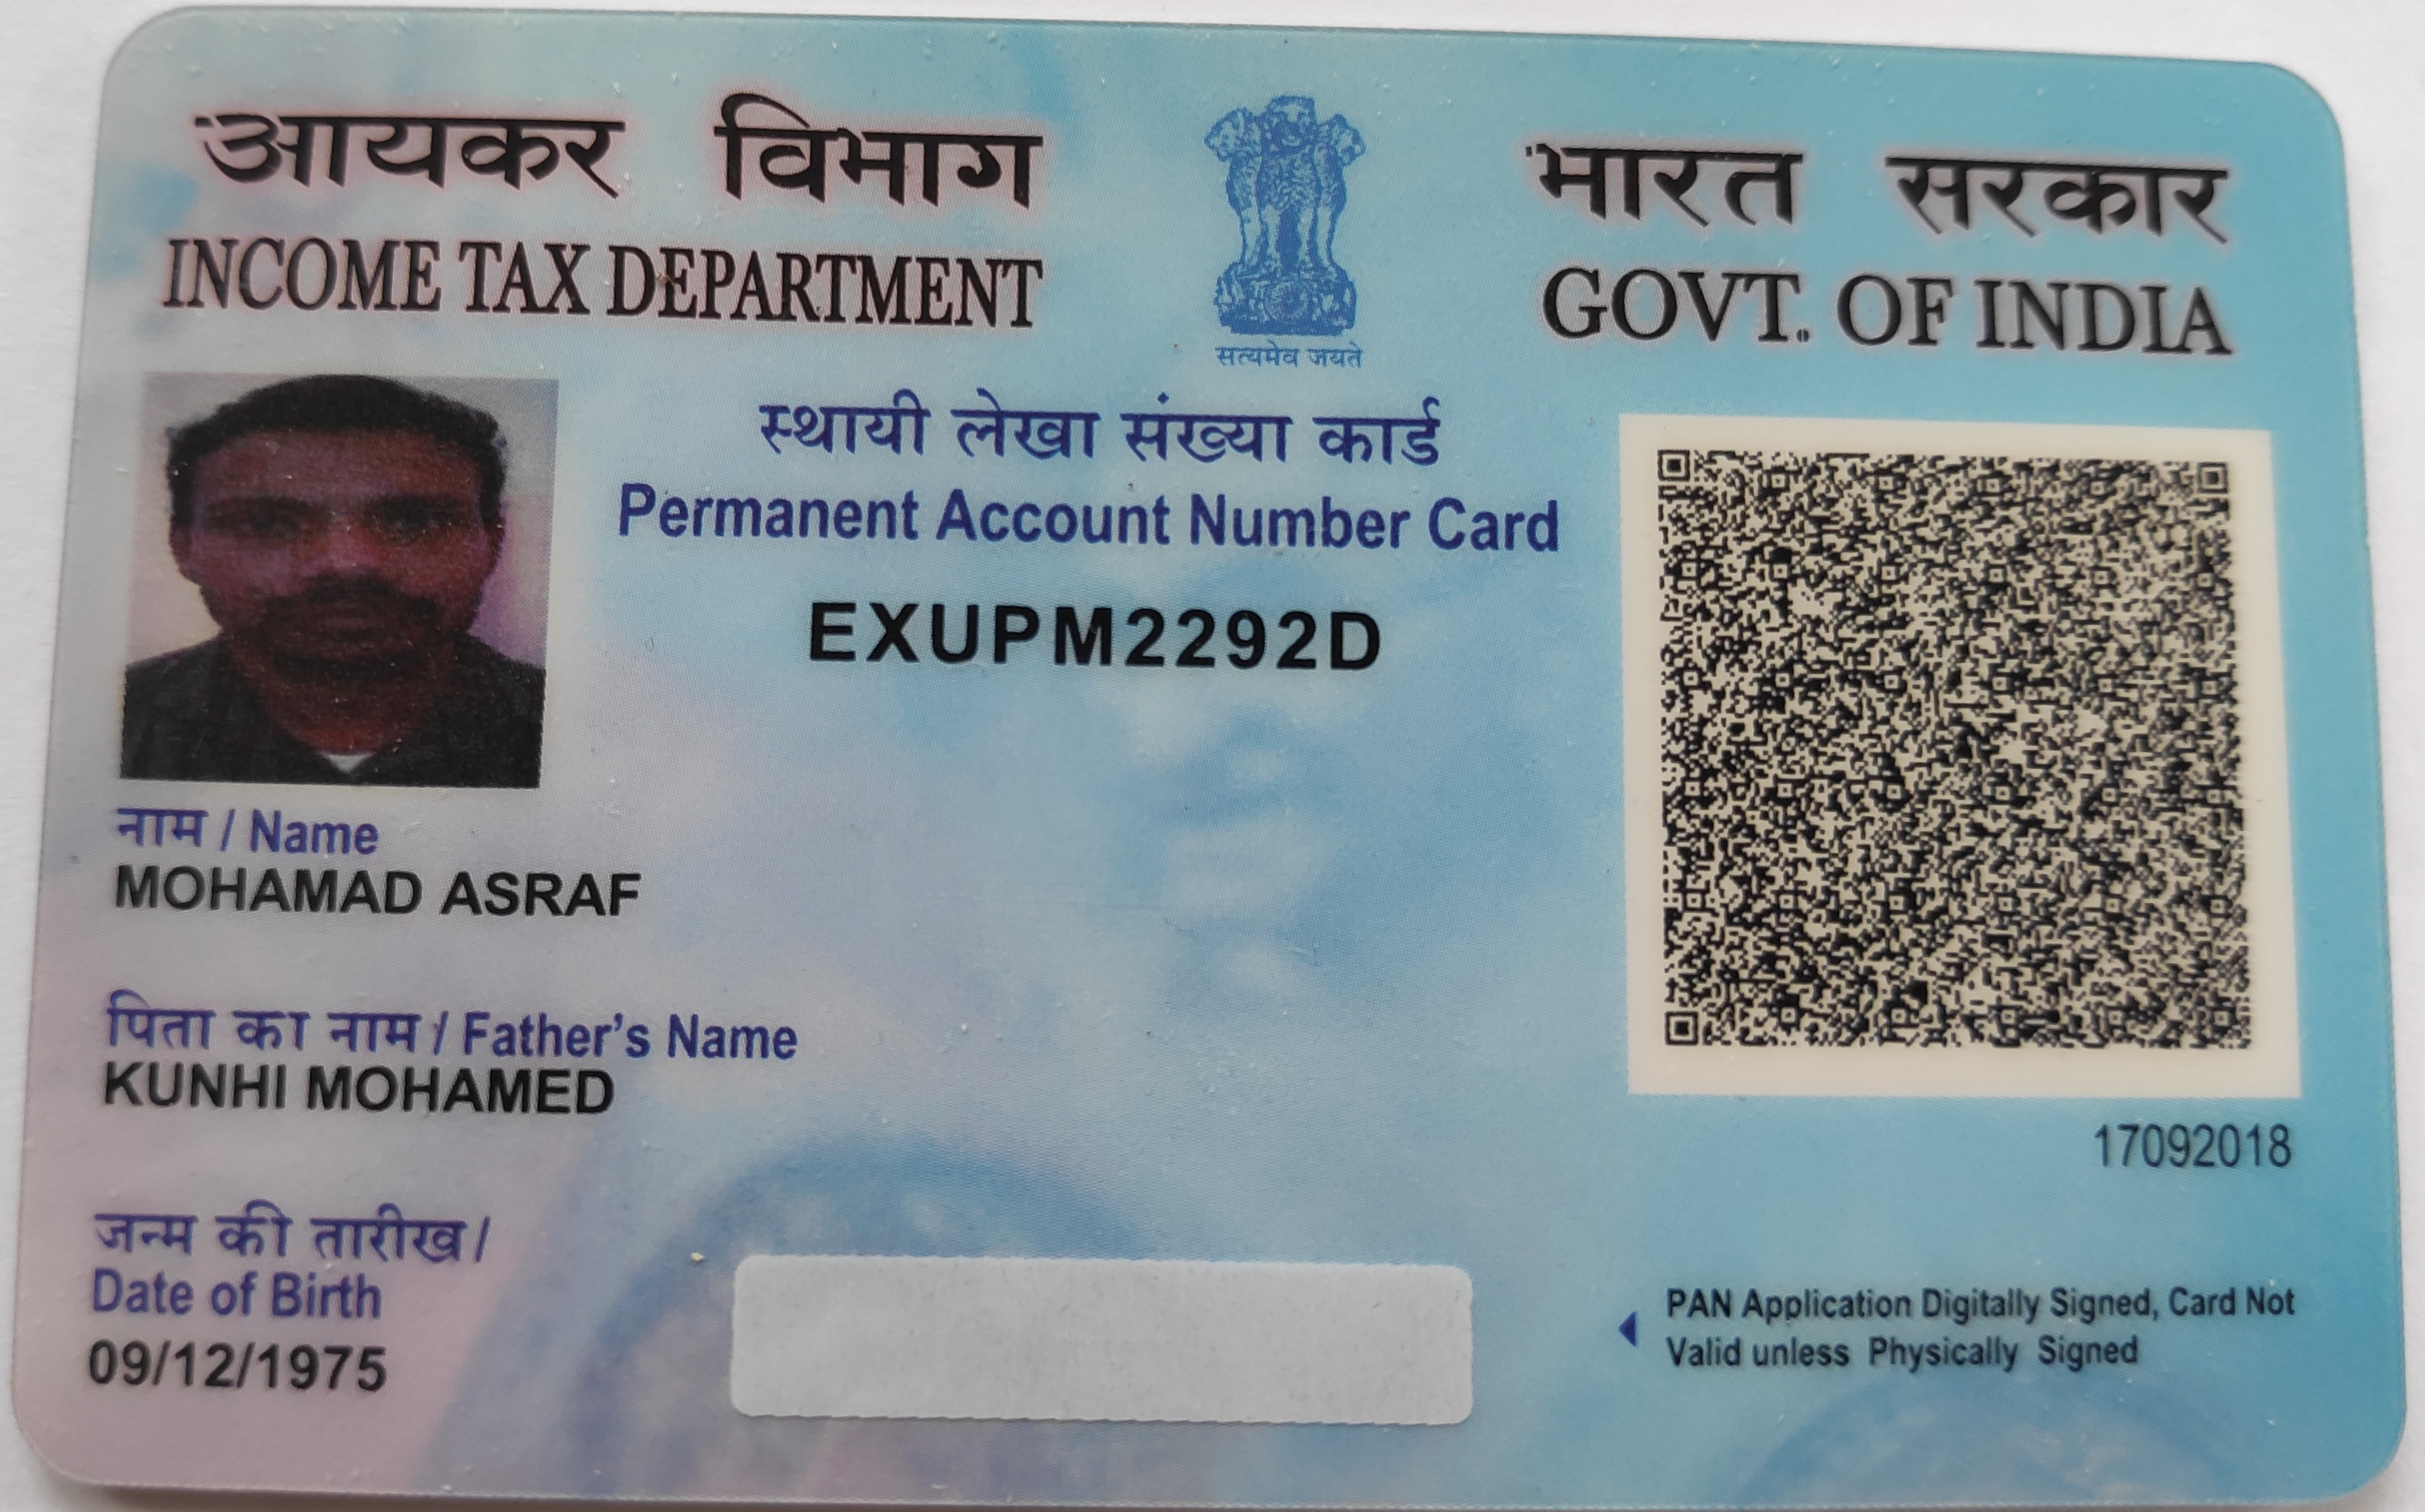 आयकर विभाग
INCOME TAX DEPARTMENT
सत्यमेव जयते
भारत सरकार
GOVT. OF INDIA
स्थायी लेखा संख्या कार्ड
Permanent Account Number Card
EXUPM2292D
नाम / Name
MOHAMAD ASRAF
पिता का नाम / Father's Name
KUNHI MOHAMED
जन्म की तारीख /
Date of Birth
09/12/1975
17092018
PAN Application Digitally Signed, Card Not
Valid unless Physically Signed